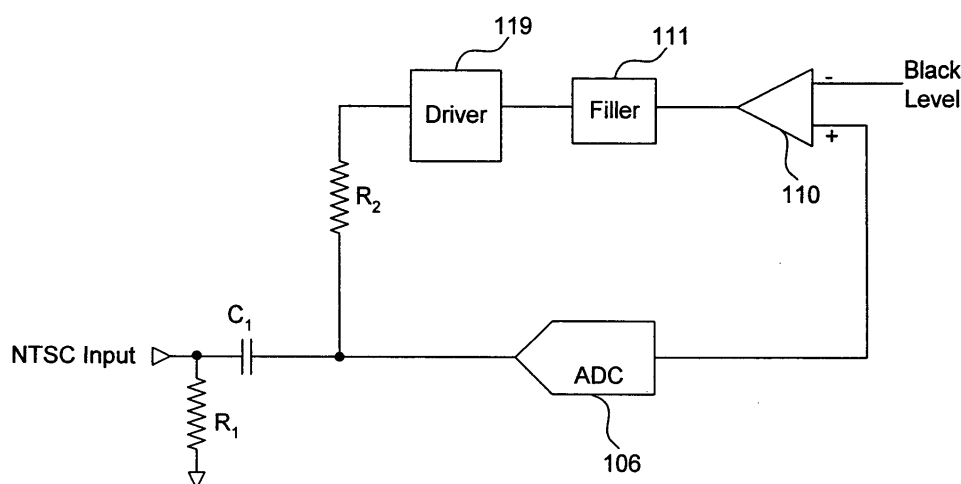 119
111
Driver
Filler
-
+
Black
Level
110
R2
C1
NTSC Input
R1
ADC
106